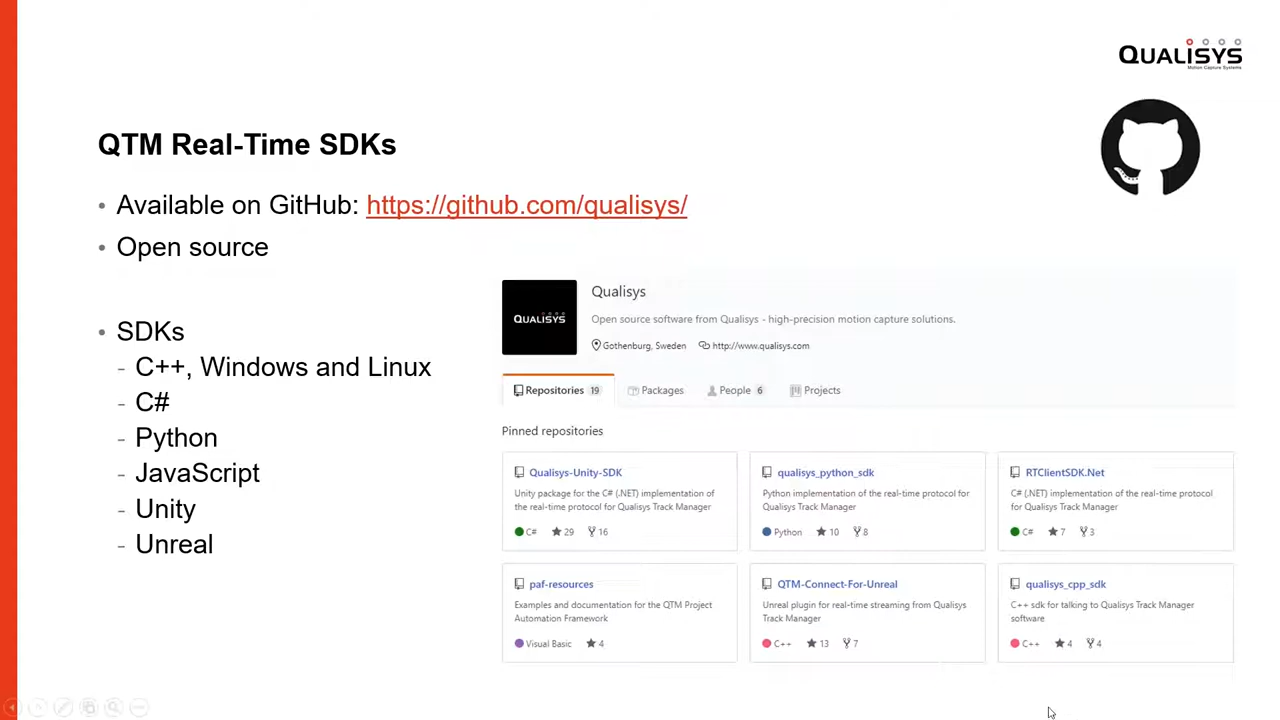 QUALISYS
Motion Capture Systems
QTM Real-Time SDKs
• Available on GitHub: https://github.com/qualisys/
• Open source
• SDKs
- C++, Windows and Linux
- C#
- Python
- JavaScript
- Unity
- Unreal
QUALISYS
Qualisys
Open source software from Qualisys - high-precision motion capture solutions.
Gothenburg, Sweden http://www.qualisys.com
Repositories 19 Packages People 6 Projects
Pinned repositories
Qualisys-Unity-SDK
Unity package for the C# (.NET) implementation of
the real-time protocol for Qualisys Track Manager
C# 29 16
qualisys_python_sdk
Python implementation of the real-time protocol for
Qualisys Track Manager
Python 10 8
RTClientSDK.Net
C# (.NET) implementation of the real-time protocol
for Qualisys Track Manager
C# 7 3
paf-resources
Examples and documentation for the QTM Project
Automation Framework
Visual Basic 4
QTM-Connect-For-Unreal
Unreal plugin for real-time streaming from Qualisys
Track Manager
C++ 13 7
qualisys_cpp_sdk
C++ sdk for talking to Qualisys Track Manager
software
C++ 4 4